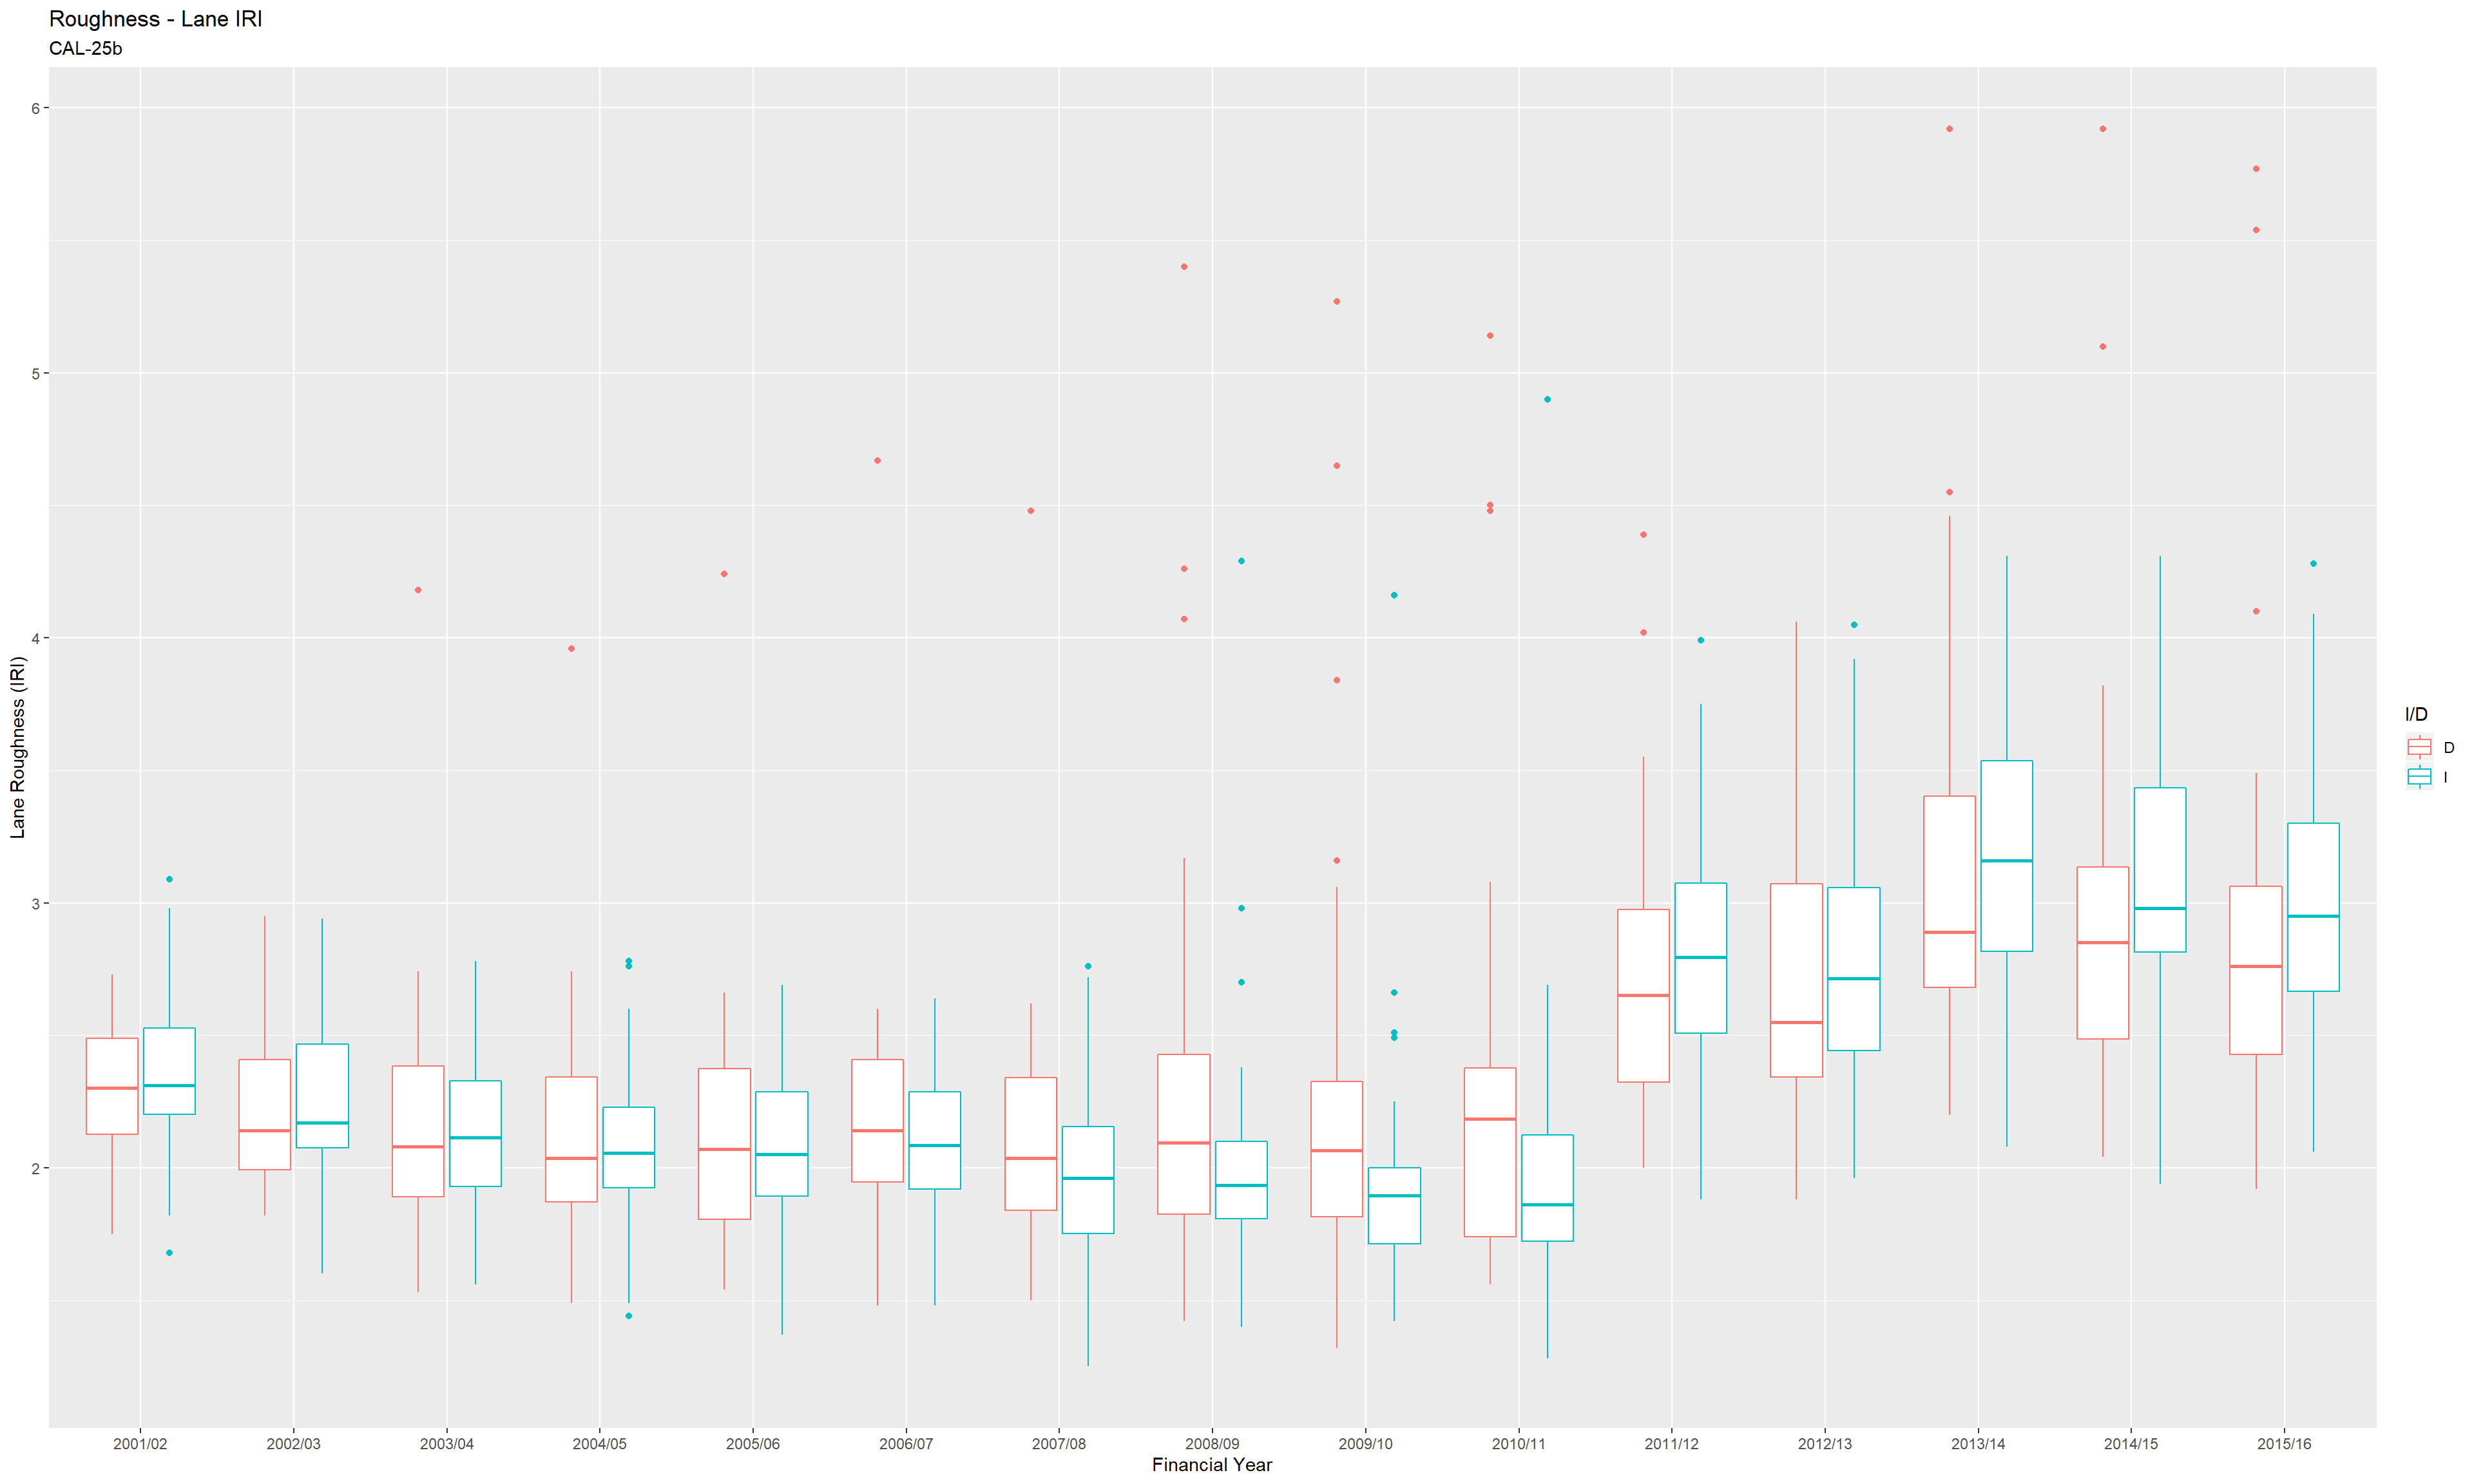 Roughness - Lane IRI
CAL-25b
6
5
4
3
2
Lane Roughness (IRI)
2001/02 2002/03 2003/04 2004/05 2005/06 2006/07 2007/08 2008/09 2009/10 2010/11 2011/12 2012/13 2013/14 2014/15 2015/16
Financial Year
I/D
D
I